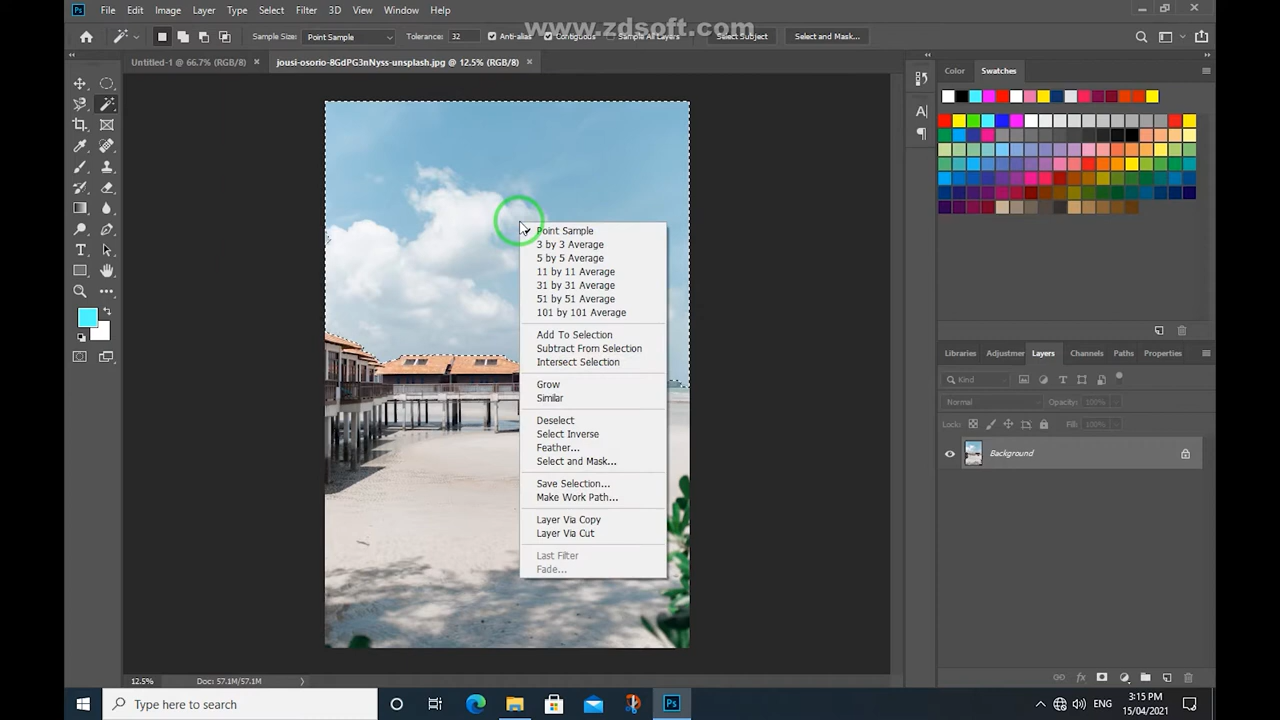 Ps File Edit Image Layer Type Select Filter 3D View Window Help
www.zdsoft.com
Sample Size: Point Sample Tolerance: 32 Anti-alias Contiguous Sample All Layers Select Subject Select and Mask...
Untitled-1 @ 66.7% (RGB/8) × jousi-osorio-8GdPG3nNyss-unsplash.jpg @ 12.5% (RGB/8) ×
Color Swatches
Point Sample
3 by 3 Average
5 by 5 Average
11 by 11 Average
31 by 31 Average
51 by 51 Average
101 by 101 Average
Add To Selection
Subtract From Selection
Intersect Selection
Grow
Similar
Deselect
Select Inverse
Feather...
Select and Mask...
Save Selection...
Make Work Path...
Layer Via Copy
Layer Via Cut
Last Filter
Fade...
Libraries Adjustmer Layers Channels Paths Properties
Kind
Normal Opacity: 100%
Lock: Fill: 100%
Background
12.5% Doc: 57.1M/57.1M
Type here to search
Ps
ENG
3:15 PM
15/04/2021